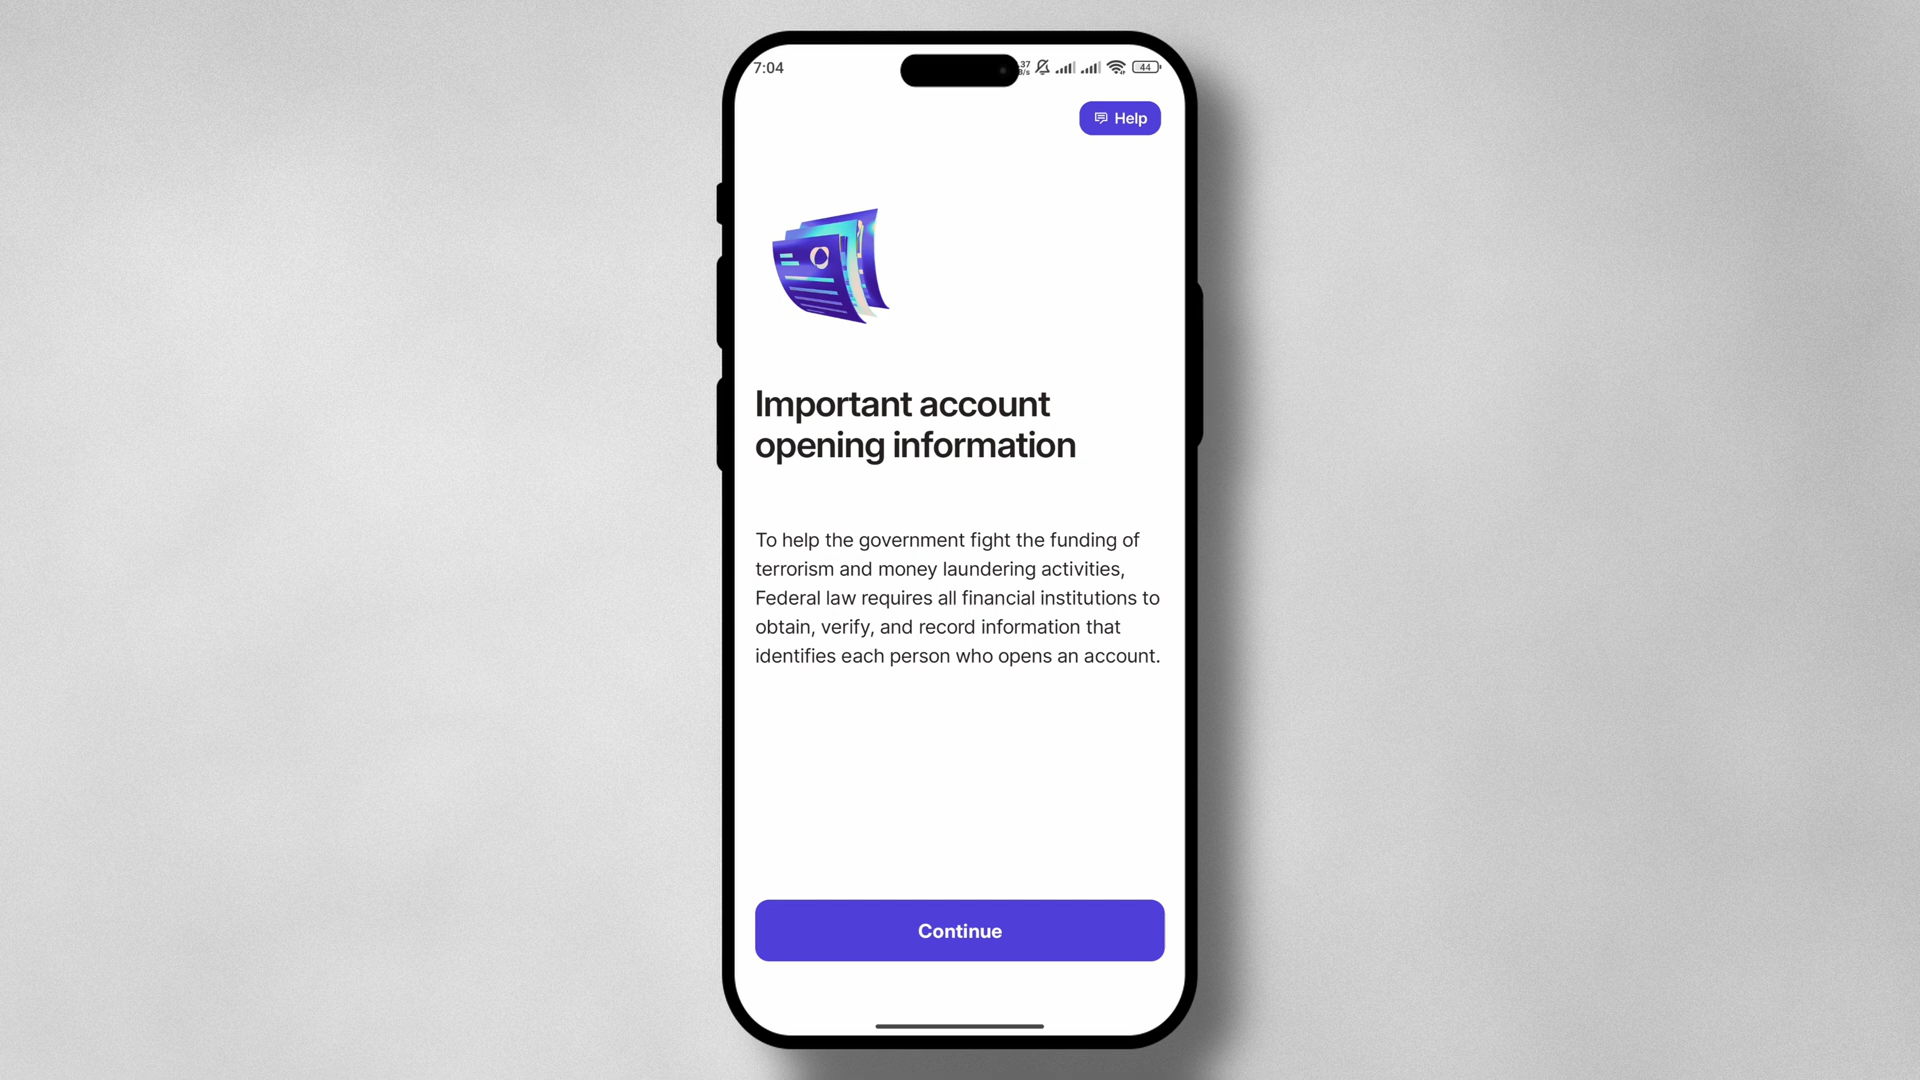 7:04
Help
Important account
opening information
To help the government fight the funding of
terrorism and money laundering activities,
Federal law requires all financial institutions to
obtain, verify, and record information that
identifies each person who opens an account.
Continue
44